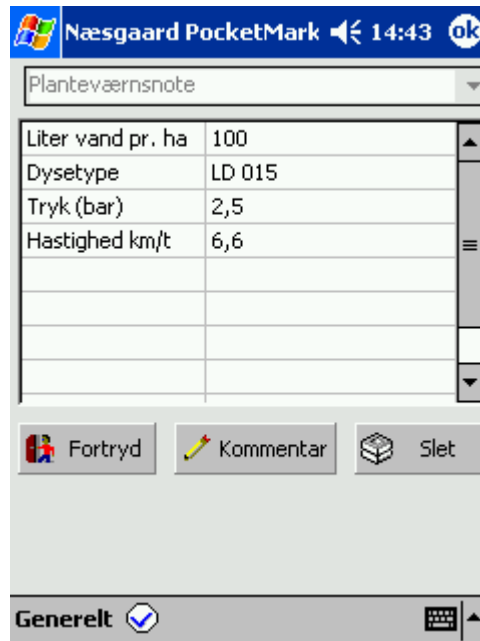 Næsgaard PocketMark 14:43 ok
Planteværnsnote
Liter vand pr. ha 100
Dysetype LD 015
Tryk (bar) 2,5
Hastighed km/t 6,6
Fortryd Kommentar Slet
Generelt